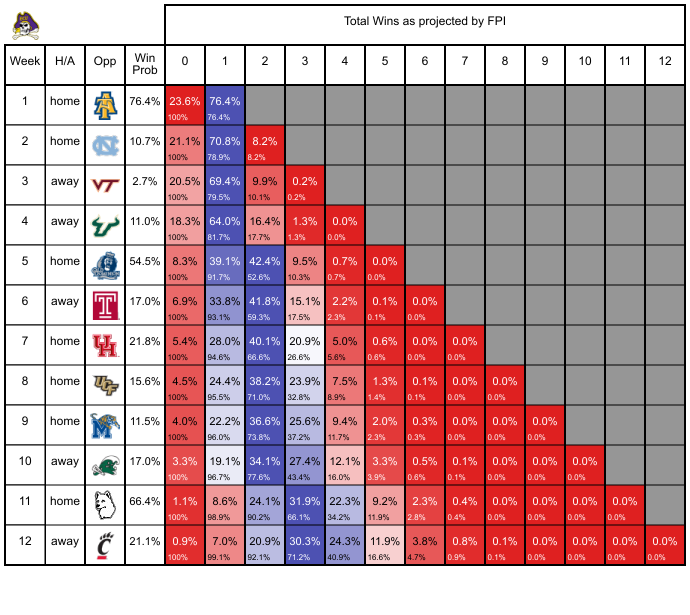 Total Wins as projected by FPI
Week H/A Opp Win Prob 0 1 2 3 4 5 6 7 8 9 10 11 12
1 home 76.4% 23.6% 76.4%
100% 76.4%
2 home 10.7% 21.1% 70.8% 8.2%
100% 78.9% 8.2%
3 away VT 2.7% 20.5% 69.4% 9.9% 0.2%
100% 79.5% 10.1% 0.2%
4 away 11.0% 18.3% 64.0% 16.4% 1.3% 0.0%
100% 81.7% 17.7% 1.3% 0.0%
5 home 54.5% 8.3% 39.1% 42.4% 9.5% 0.7% 0.0%
100% 91.7% 52.6% 10.3% 0.7% 0.0%
6 away T 17.0% 6.9% 33.8% 41.8% 15.1% 2.2% 0.1% 0.0%
100% 93.1% 59.3% 17.5% 2.3% 0.1% 0.0%
7 home UH 21.8% 5.4% 28.0% 40.1% 20.9% 5.0% 0.6% 0.0% 0.0%
100% 94.6% 66.6% 26.6% 5.6% 0.6% 0.0% 0.0%
8 home UCF 15.6% 4.5% 24.4% 38.2% 23.9% 7.5% 1.3% 0.1% 0.0% 0.0%
100% 95.5% 71.0% 32.8% 8.9% 1.4% 0.1% 0.0% 0.0%
9 home M 11.5% 4.0% 22.2% 36.6% 25.6% 9.4% 2.0% 0.3% 0.0% 0.0% 0.0%
100% 96.0% 73.8% 37.2% 11.7% 2.3% 0.3% 0.0% 0.0% 0.0%
10 away 17.0% 3.3% 19.1% 34.1% 27.4% 12.1% 3.3% 0.5% 0.1% 0.0% 0.0% 0.0%
100% 96.7% 77.6% 43.4% 16.0% 3.9% 0.6% 0.1% 0.0% 0.0% 0.0%
11 home 66.4% 1.1% 8.6% 24.1% 31.9% 22.3% 9.2% 2.3% 0.4% 0.0% 0.0% 0.0% 0.0%
100% 98.9% 90.2% 66.1% 34.2% 11.9% 2.8% 0.4% 0.0% 0.0% 0.0% 0.0%
12 away C 21.1% 0.9% 7.0% 20.9% 30.3% 24.3% 11.9% 3.8% 0.8% 0.1% 0.0% 0.0% 0.0% 0.0%
100% 99.1% 92.1% 71.2% 40.9% 16.6% 4.7% 0.9% 0.1% 0.0% 0.0% 0.0% 0.0%